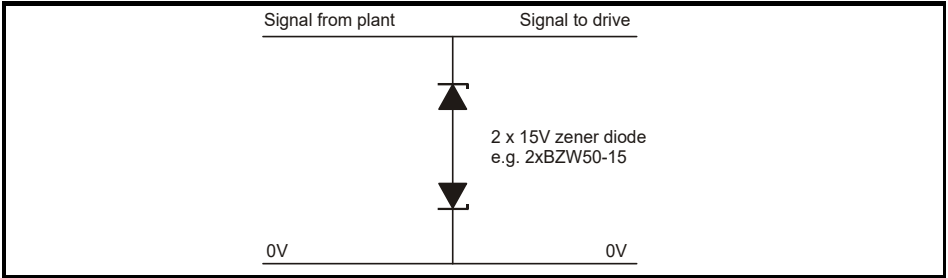 Signal from plant Signal to drive
2 x 15V zener diode
e.g. 2xBZW50-15
0V 0V